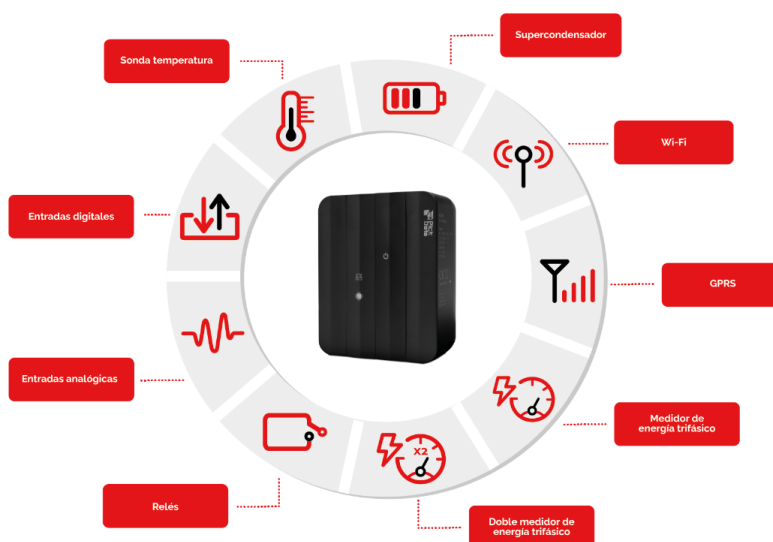 Supercondensador
Sonda temperatura
Wi-Fi
Entradas digitales
GPRS
Entradas analógicas
Medidor de
energía trifásico
X2
Relés
Doble medidor de
energía trifásico